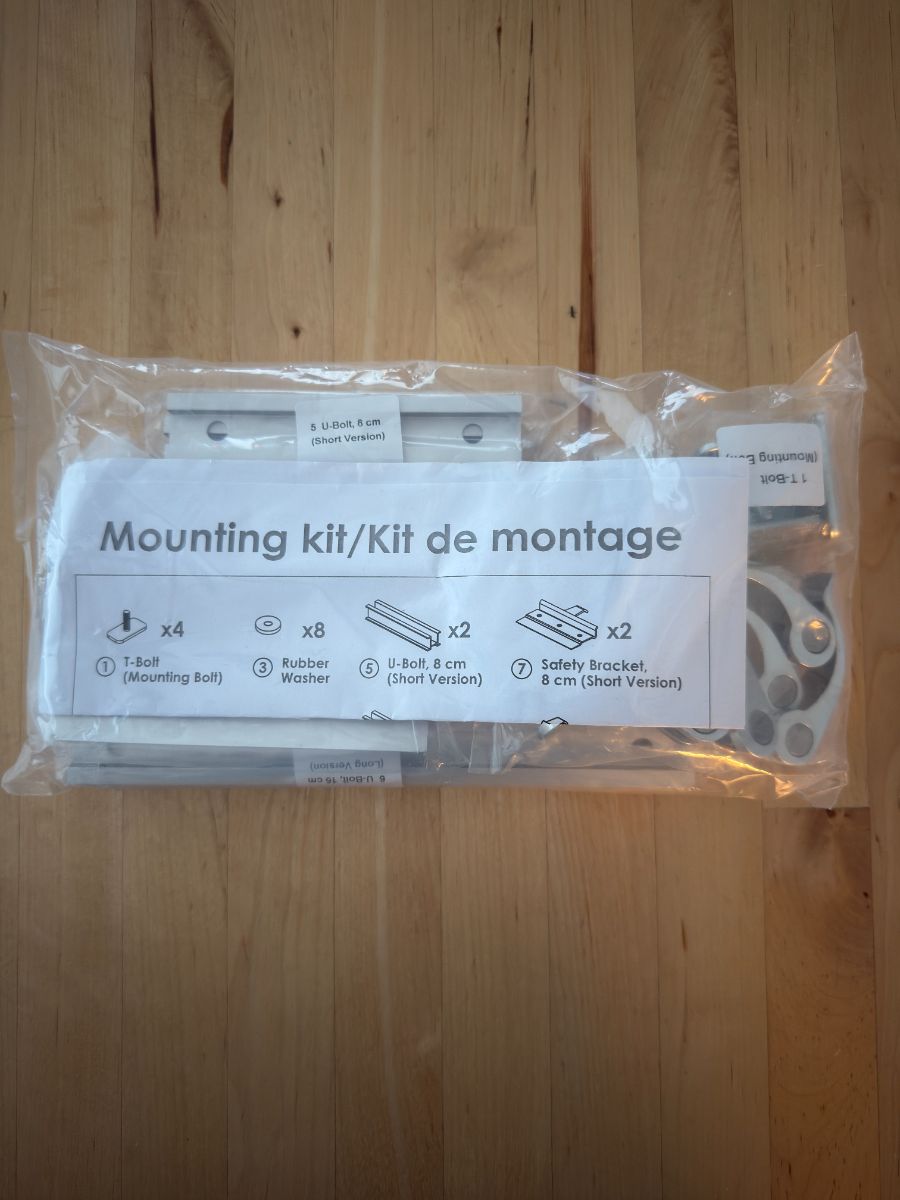 5 U-Bolt, 8 cm
(Short Version)
1 T-Bolt
(Mounting
Mounting kit/Kit de montage
x4
1 T-Bolt
(Mounting Bolt)
x8
3 Rubber
Washer
x2
5 U-Bolt, 8 cm
(Short Version)
x2
7 Safety Bracket,
8 cm (Short Version)
6 U-Bolt, 16 cm
(Long Version)